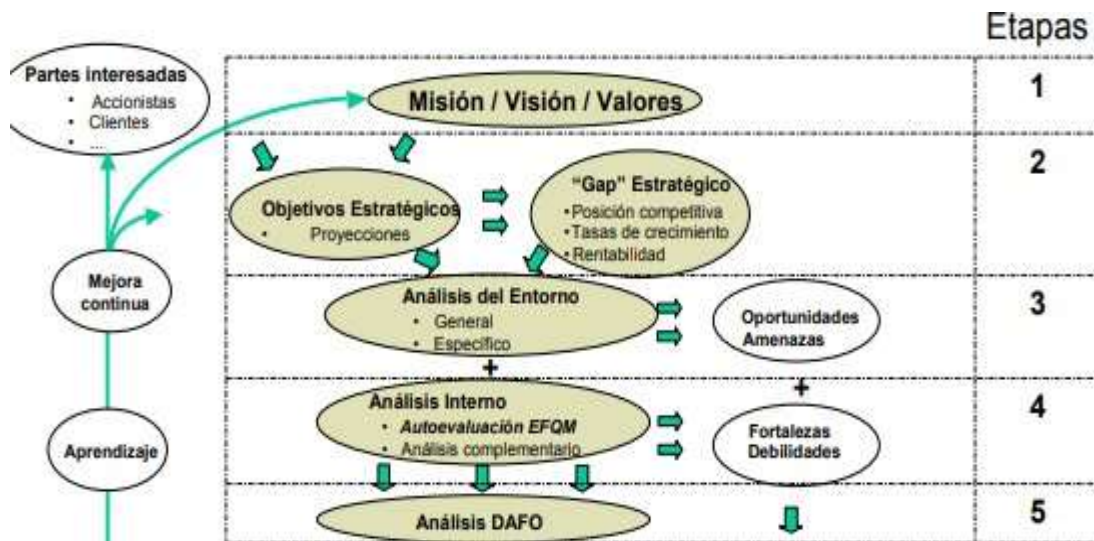 Etapas
Partes interesadas
• Accionistas
• Clientes
• ....
1
Misión / Visión / Valores
2
Objetivos Estratégicos
• Proyecciones
“Gap” Estratégico
•Posición competitiva
•Tasas de crecimiento
•Rentabilidad
Mejora
continua
3
Análisis del Entorno
• General
• Específico
Oportunidades
Amenazas
+
+
4
Análisis Interno
• Autoevaluación EFQM
• Análisis complementario
Fortalezas
Debilidades
Aprendizaje
5
Análisis DAFO